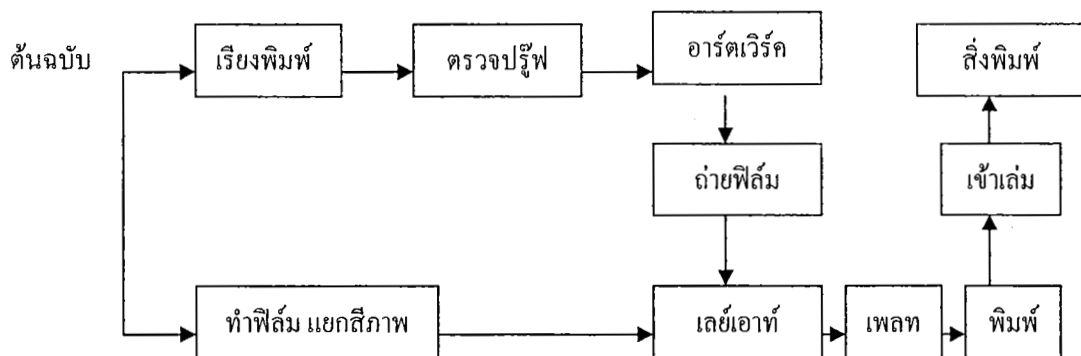 ต้นฉบับ
เรียงพิมพ์
ตรวจปรู๊ฟ
อาร์ตเวิร์ค
สิ่งพิมพ์
ถ่ายฟิล์ม
เข้าเล่ม
ทำฟิล์ม แยกสีภาพ
เลย์เอาท์
เพลท
พิมพ์